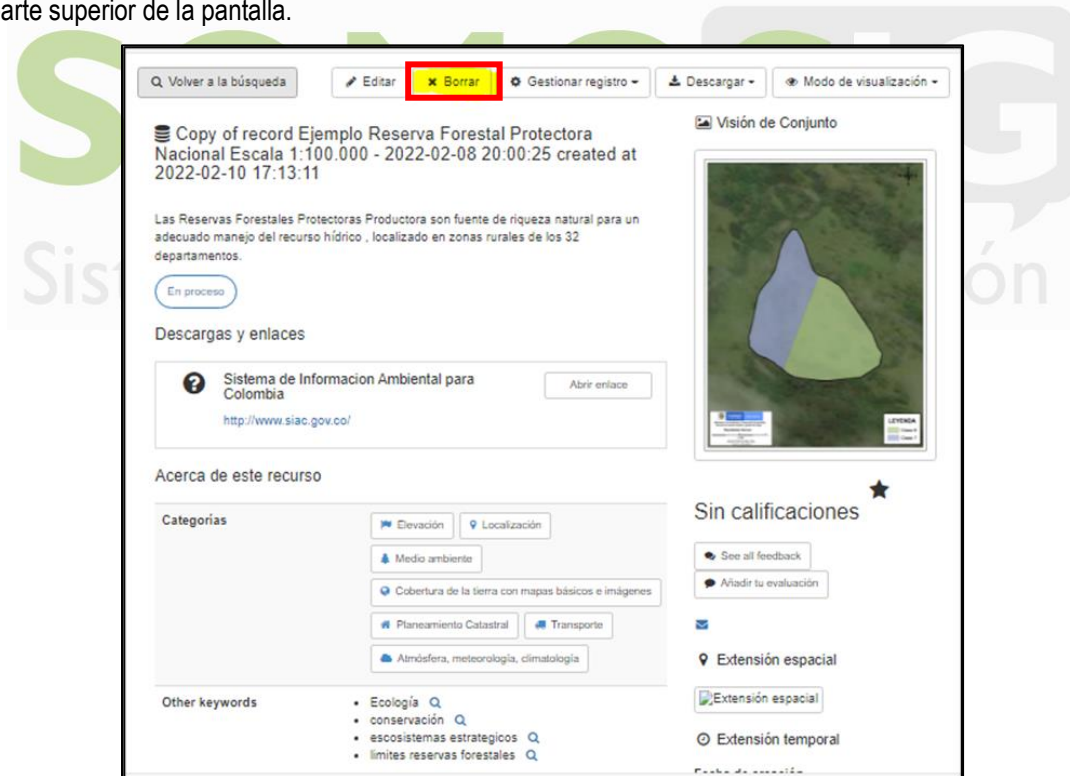 arte superior de la pantalla.
Volver a la búsqueda
Editar
Borrar
Gestionar registro
Descargar
Modo de visualización
Copy of record Ejemplo Reserva Forestal Protectora
Nacional Escala 1:100.000 - 2022-02-08 20:00:25 created at
2022-02-10 17:13:11
Las Reservas Forestales Protectoras Productora son fuente de riqueza natural para un
adecuado manejo del recurso hídrico , localizado en zonas rurales de los 32
departamentos.
En proceso
Descargas y enlaces
Sistema de Informacion Ambiental para
Colombia
Abrir enlace
http://www.siac.gov.co/
Acerca de este recurso
Categorías
Elevación
Localización
Medio ambiente
Cobertura de la tierra con mapas básicos e imágenes
Planeamiento Catastral
Transporte
Atmósfera, meteorología, climatología
Other keywords
Ecología
conservación
escosistemas estrategicos
limites reservas forestales
Visión de Conjunto
LEYENDA
Sin calificaciones
See all feedback
Añadir tu evaluación
Extensión espacial
Extensión espacial
Extensión temporal